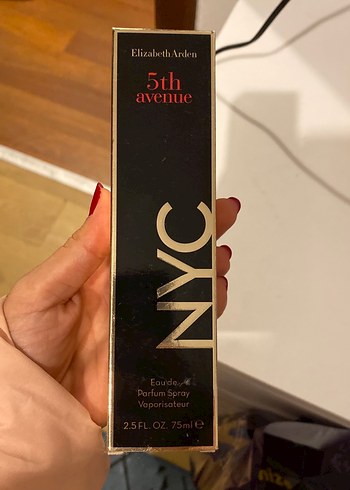 Elizabeth Arden
5th
avenue
NYC
Eau de
Parfum Spray
Vaporisateur
2.5 FL. OZ. 75ml ℮